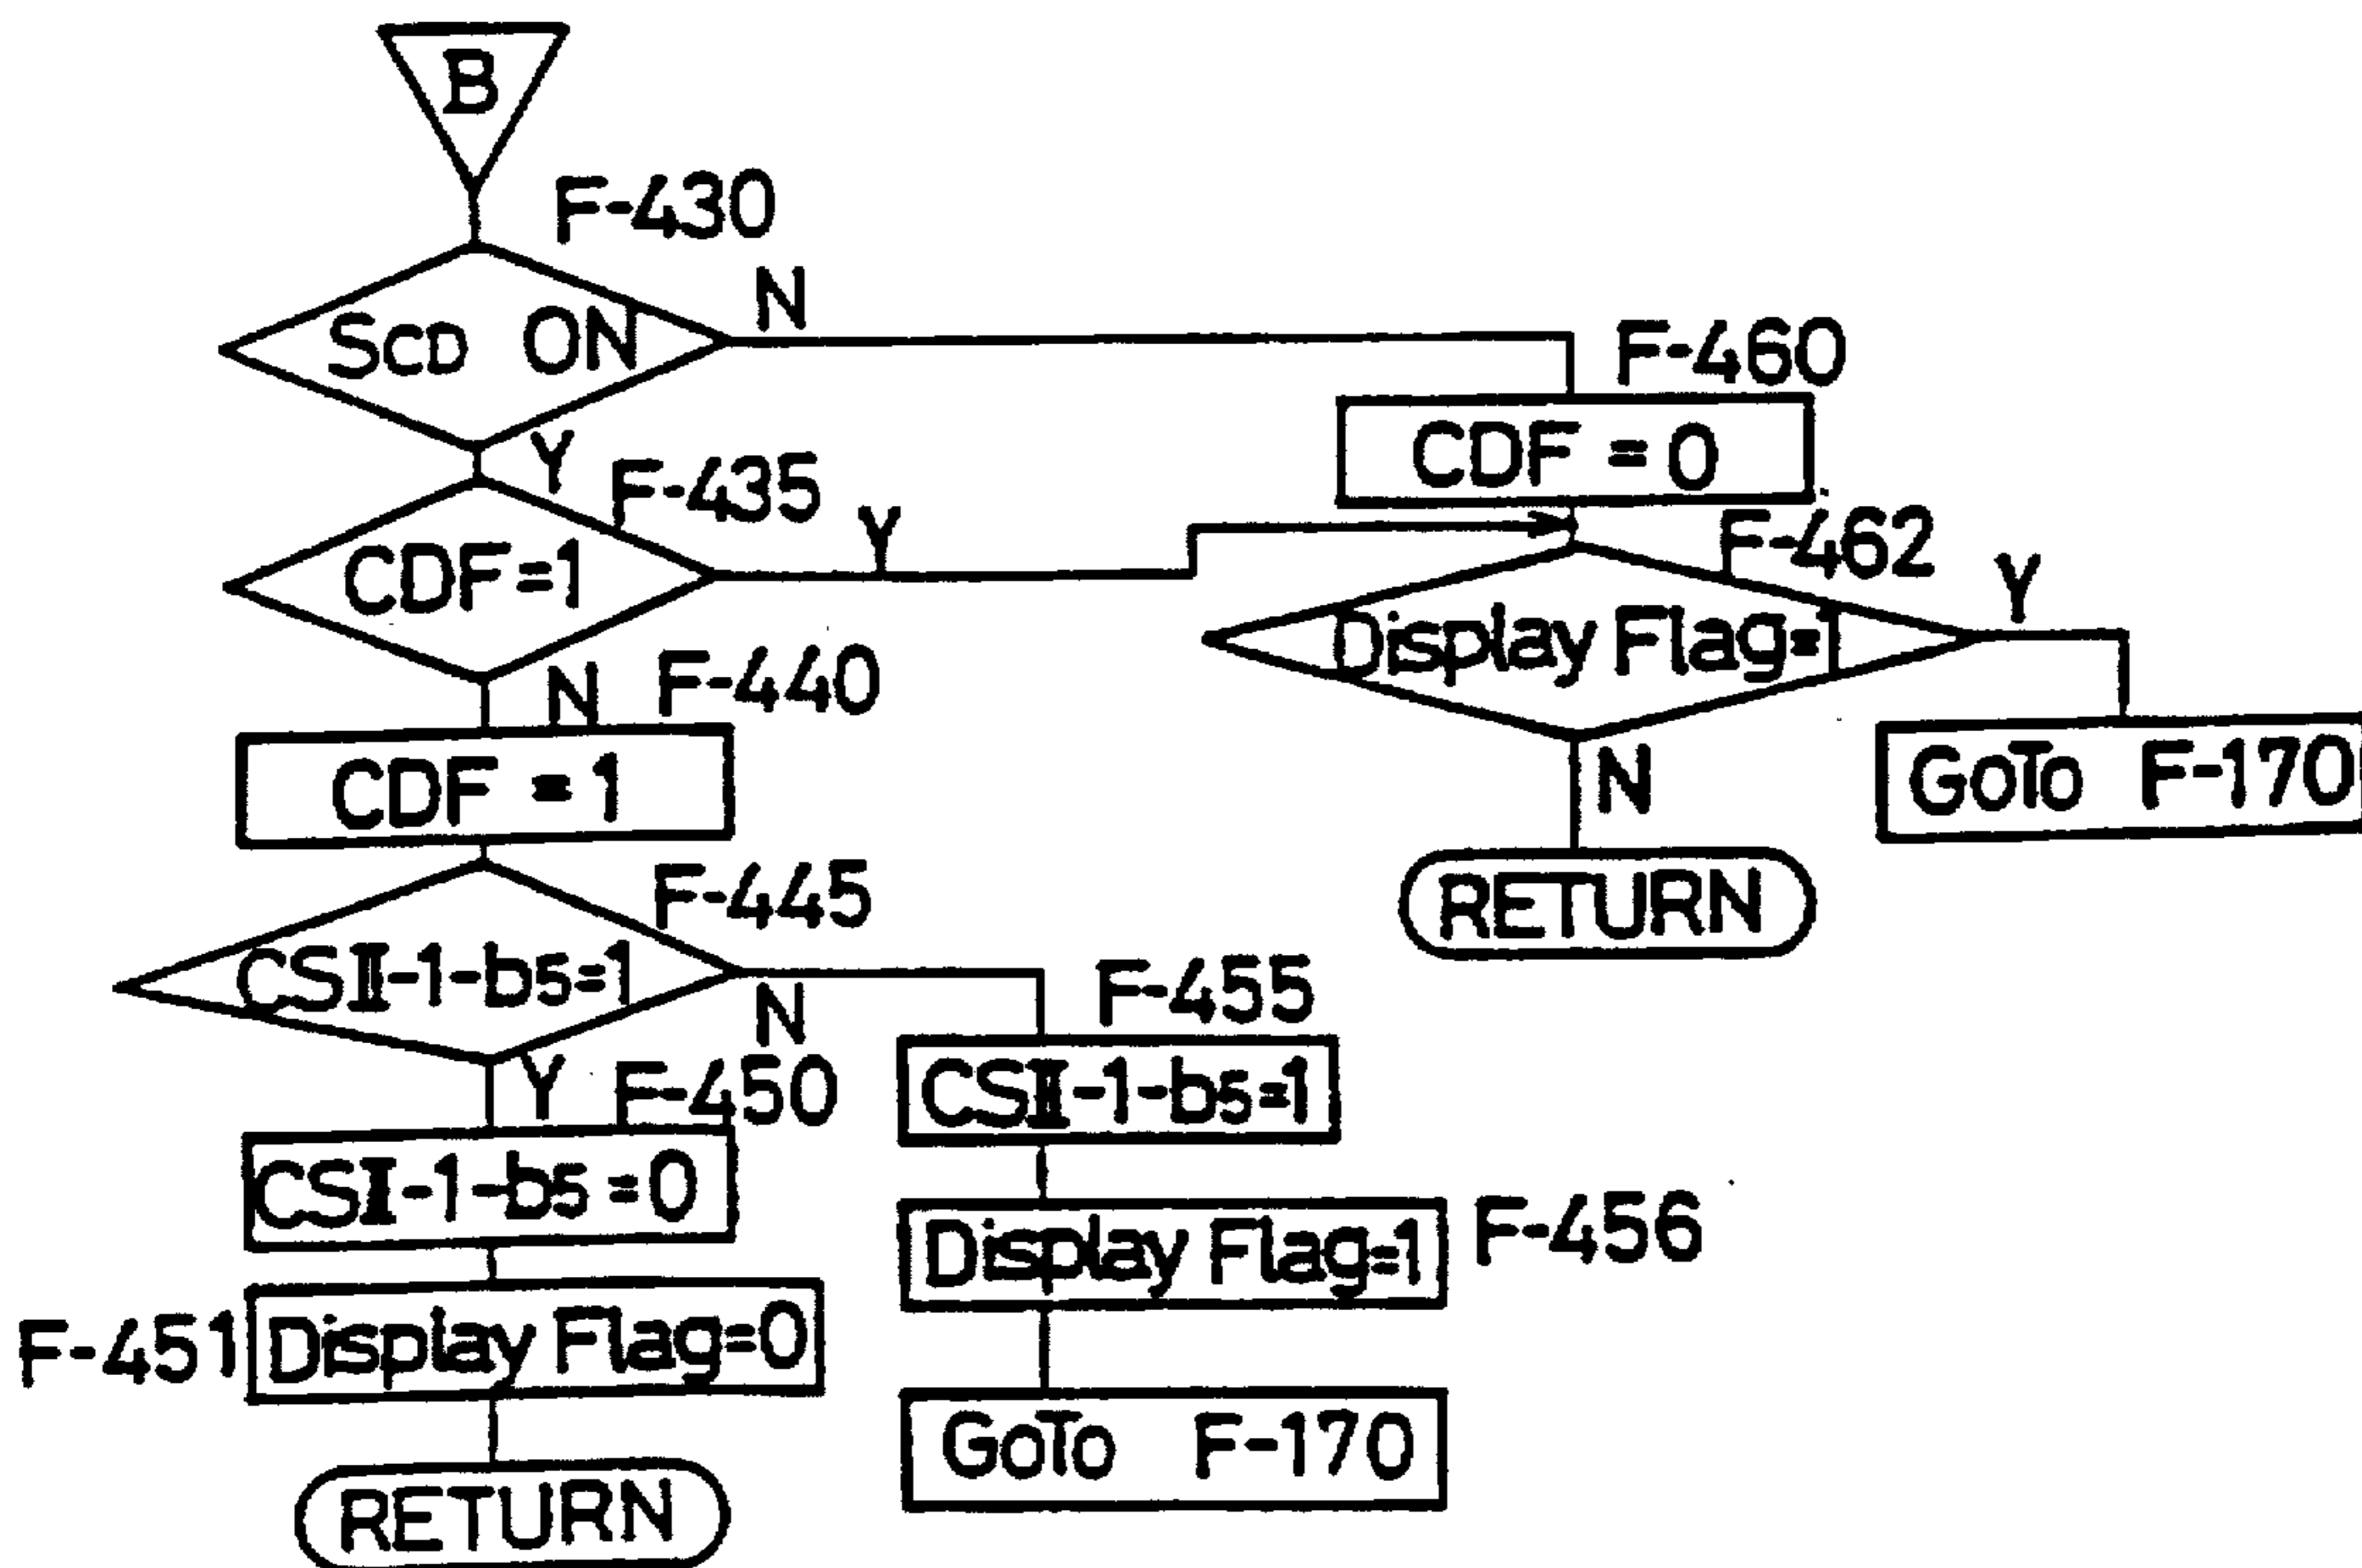 B
F-430
SCD ON
N
Y
F-460
CDF = 0
F-435
CDF=1
Y
N
F-462
Display Flag=1
Y
N
GoTo F-170
RETURN
F-440
CDF = 1
F-445
CSII-1-b5=1
N
Y
F-455
CSII-1-b5=1
F-450
CSI-1-b5=0
Display Flag=1
F-456
F-451
Display Flag=0
GoTo F-170
RETURN